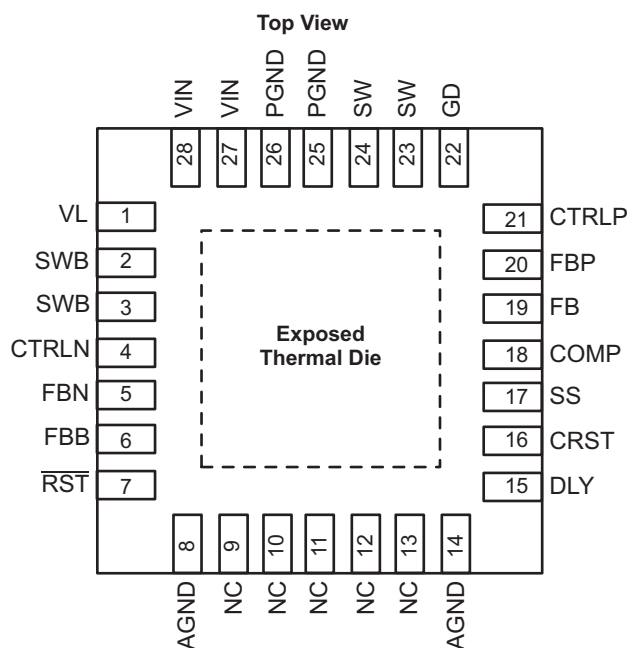 Top View
VIN
VIN
PGND
PGND
SW
SW
GD
28
27
26
25
24
23
22
VL 1
SWB 2
SWB 3
CTRLN 4
FBN 5
FBB 6
R̅S̅T̅ 7
21 CTRLP
20 FBP
19 FB
18 COMP
17 SS
16 CRST
15 DLY
Exposed
Thermal Die
8
9
10
11
12
13
14
AGND
NC
NC
NC
NC
NC
AGND